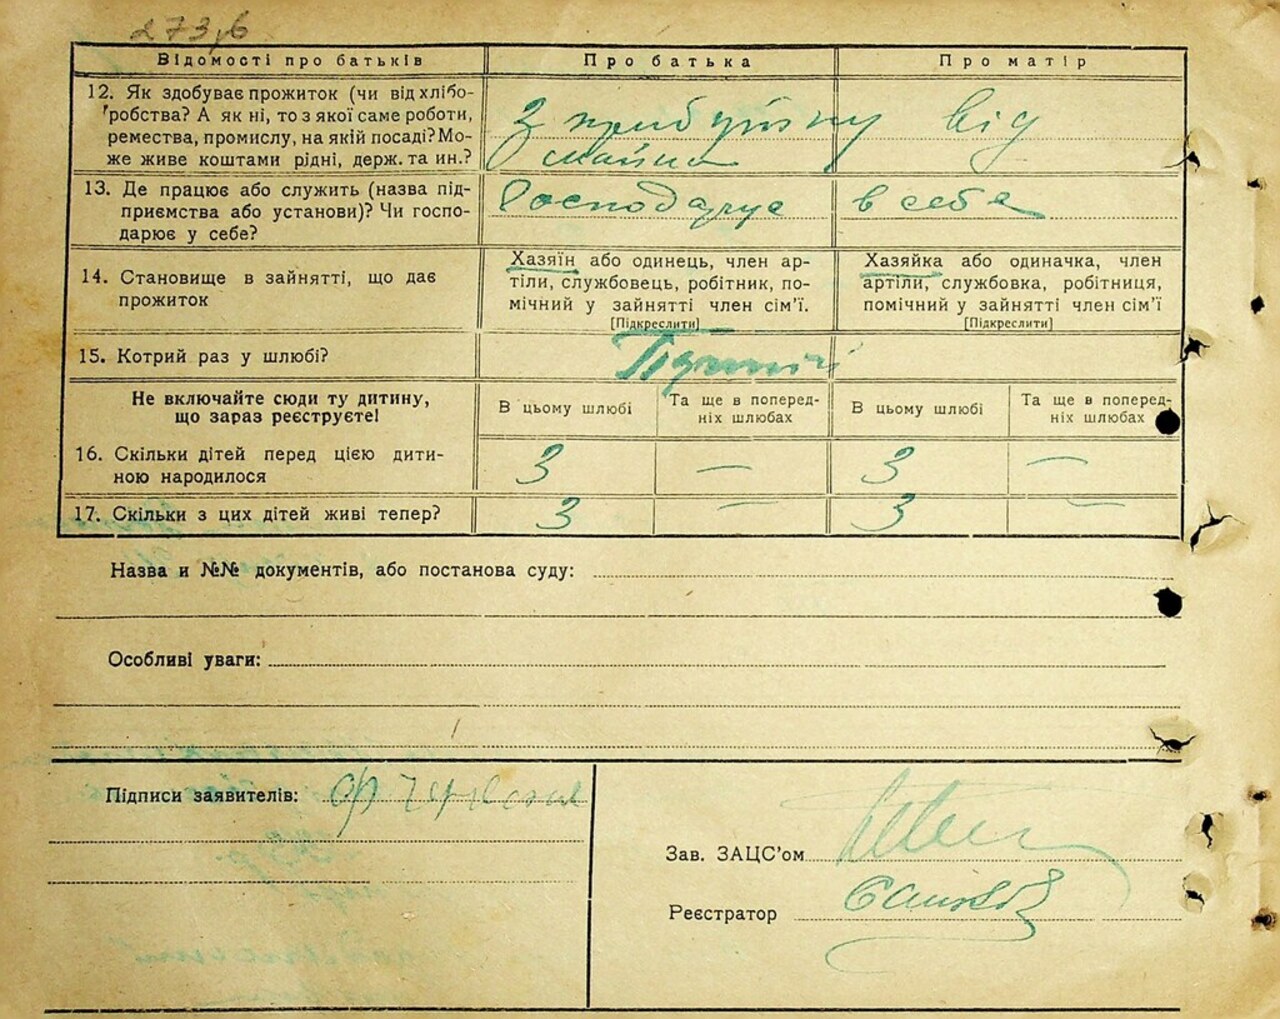 273,6
Відомості про батьків
Про батька
Про матір
12. Як здобуває прожиток (чи від хлібо-
робства? А як ні, то з якої саме роботи,
ремества, промислу, на якій посаді? Мо-
же живе коштами рідні, держ. та ин.?
З прибутку від
майна
13. Де працює або служить (назва під-
приємства або установи)? Чи госпо-
дарює у себе?
Господарює в себе
14. Становище в зайнятті, що дає
прожиток
Хазяїн або одинець, член ар-
тіли, службовець, робітник, по-
мічний у зайнятті член сім'ї.
[Підкреслити]
Хазяйка або одиначка, член
артіли, службовка, робітниця,
помічний у зайнятті член сім'ї
[Підкреслити]
15. Котрий раз у шлюбі?
Не включайте сюди ту дитину,
що зараз реєструєте!
В цьому шлюбі
Та ще в поперед-
ніх шлюбах
В цьому шлюбі
Та ще в поперед-
ніх шлюбах
16. Скільки дітей перед цією дити-
ною народилося
3 — 3 —
17. Скільки з цих дітей живі тепер?
3 — 3 —
Назва и №№ документів, або постанова суду:
Особливі уваги:
Підписи заявителів:
Зав. ЗАЦС'ом
Реєстратор